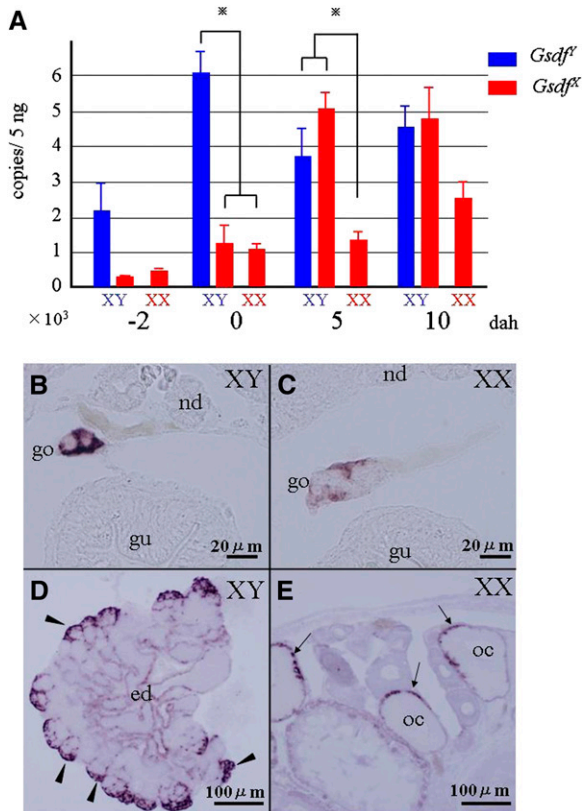 A
※ ※
Gsdf^Y
Gsdf^X
copies/ 5 ng
6
5
4
3
2
1
0
XY XX XY XX XY XX XY XX
×10³ -2 0 5 10 dah
B XY
nd
go
gu
20 μm
C XX
nd
go
gu
20 μm
D XY
ed
100 μm
E XX
oc
oc
100 μm